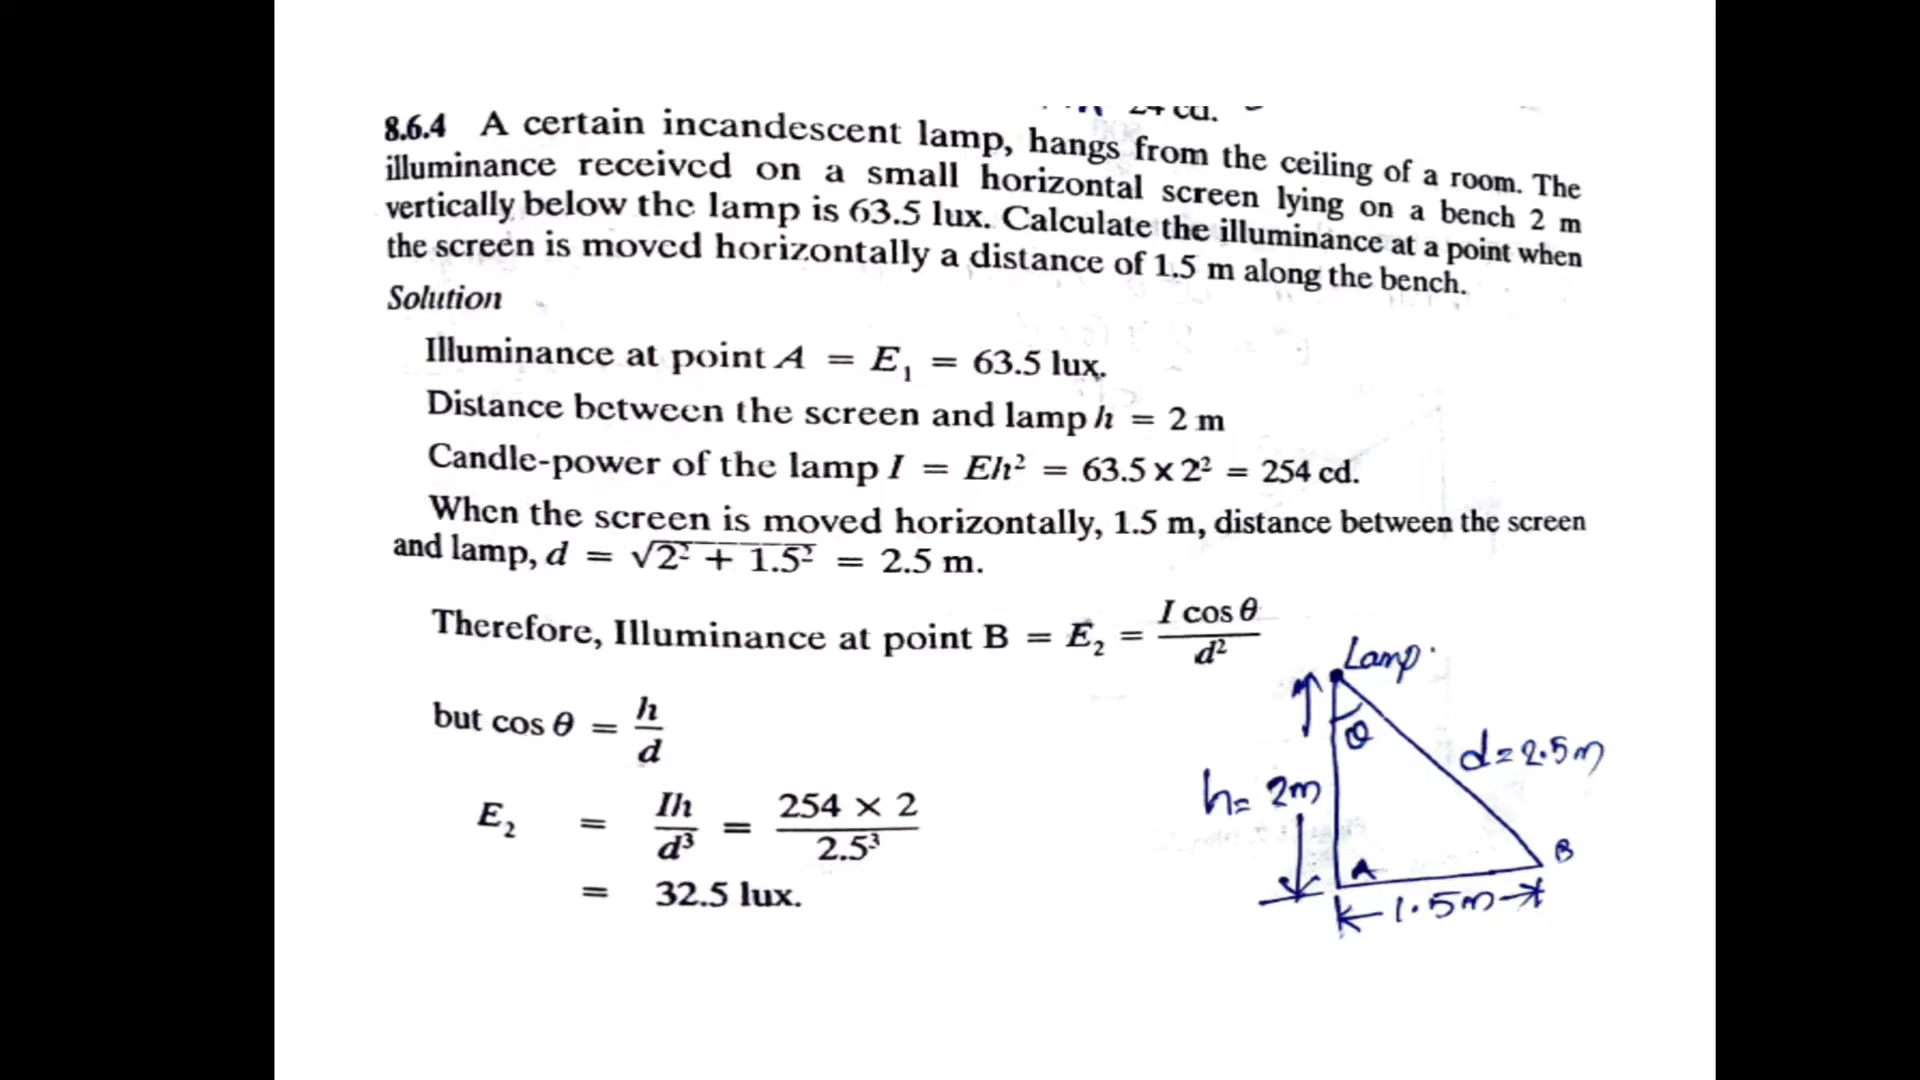 24 cd.
8.6.4 A certain incandescent lamp, hangs from the ceiling of a room. The
illuminance received on a small horizontal screen lying on a bench 2 m
vertically below the lamp is 63.5 lux. Calculate the illuminance at a point when
the screen is moved horizontally a distance of 1.5 m along the bench.
Solution
Illuminance at point A = E₁ = 63.5 lux.
Distance between the screen and lamp h = 2 m
Candle-power of the lamp I = Eh² = 63.5 x 2² = 254 cd.
When the screen is moved horizontally, 1.5 m, distance between the screen
and lamp, d = √2² + 1.5² = 2.5 m.
Therefore, Illuminance at point B = E₂ = I cos θ / d²
but cos θ = h / d
E₂ = Ih / d³ = 254 × 2 / 2.5³
= 32.5 lux.
Lamp
θ
d = 2.5m
h = 2m
A
B
1.5m